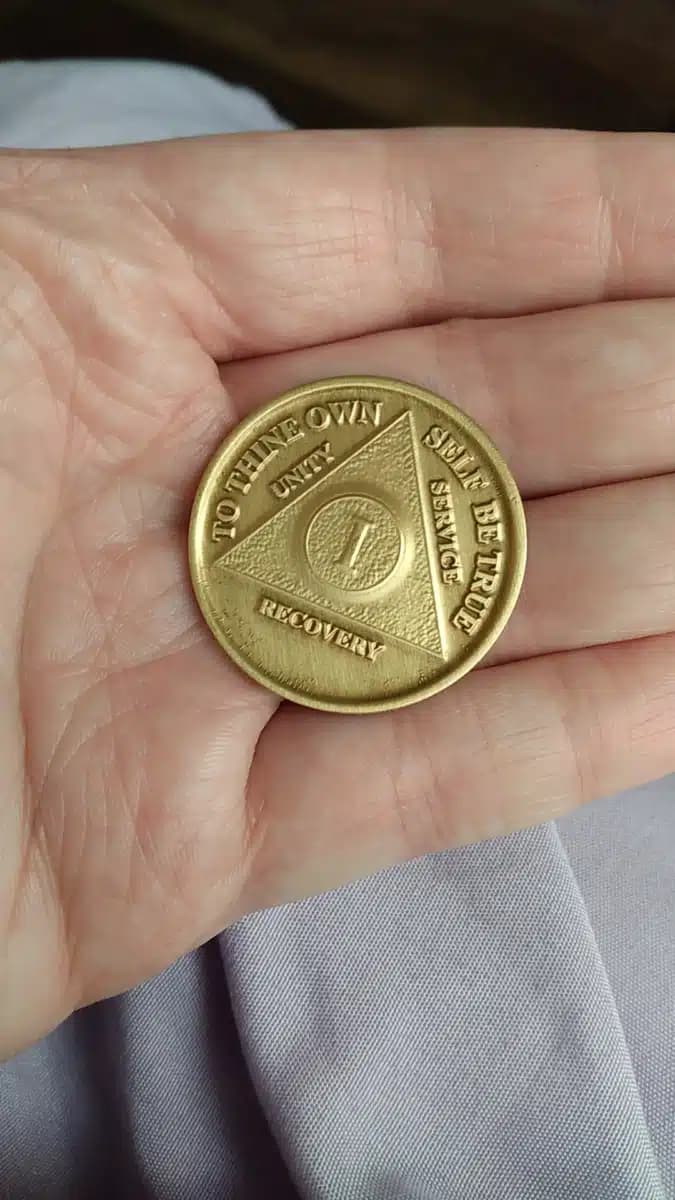 TO THINE OWN SELF BE TRUE
UNITY
SERVICE
RECOVERY
I